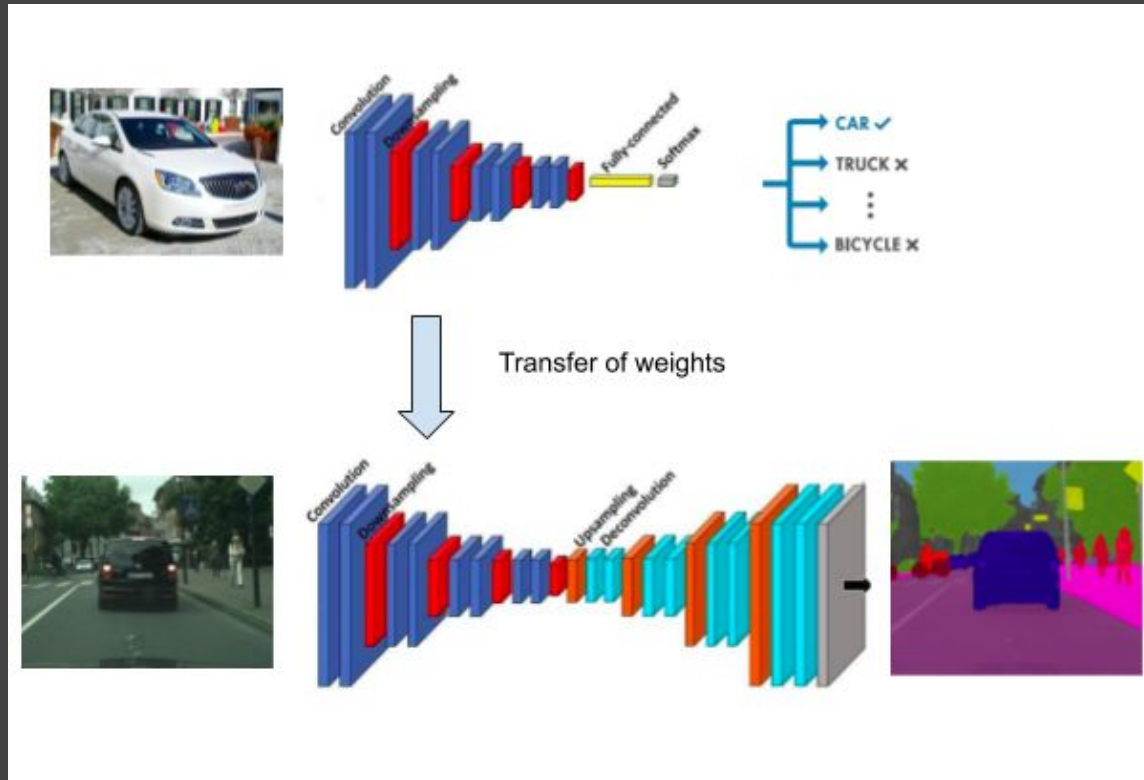 Convolution
Downsampling
Fully-connected
Softmax
CAR ✓
TRUCK ×
⋮
BICYCLE ×
Transfer of weights
Convolution
Downsampling
Upsampling
Deconvolution